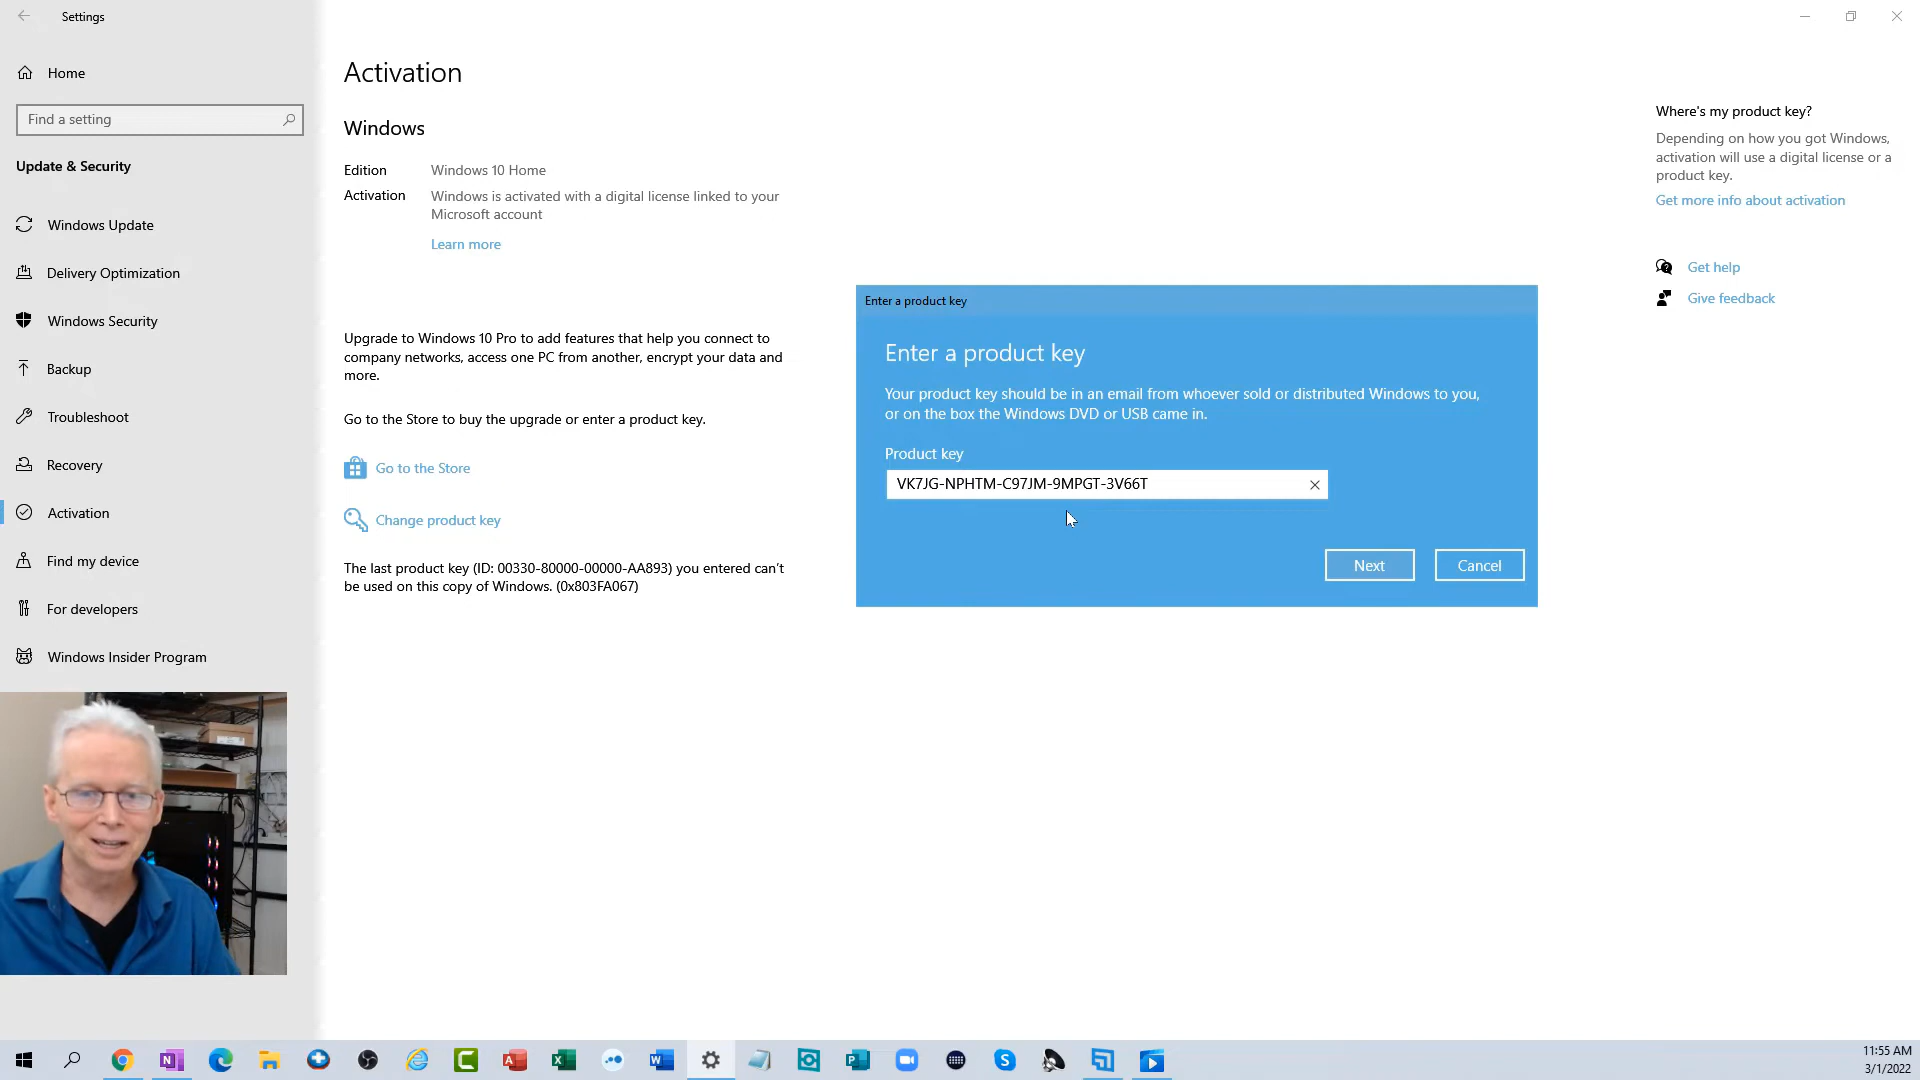 Settings
Home
Find a setting
Update & Security
Windows Update
Delivery Optimization
Windows Security
Backup
Troubleshoot
Recovery
Activation
Find my device
For developers
Windows Insider Program
Activation
Windows
Edition Windows 10 Home
Activation Windows is activated with a digital license linked to your
Microsoft account
Learn more
Upgrade to Windows 10 Pro to add features that help you connect to
company networks, access one PC from another, encrypt your data and
more.
Go to the Store to buy the upgrade or enter a product key.
Go to the Store
Change product key
The last product key (ID: 00330-80000-00000-AA893) you entered can't
be used on this copy of Windows. (0x803FA067)
Enter a product key
Enter a product key
Your product key should be in an email from whoever sold or distributed Windows to you,
or on the box the Windows DVD or USB came in.
Product key
VK7JG-NPHTM-C97JM-9MPGT-3V66T
Next Cancel
Where's my product key?
Depending on how you got Windows,
activation will use a digital license or a
product key.
Get more info about activation
Get help
Give feedback
11:55 AM
3/1/2022